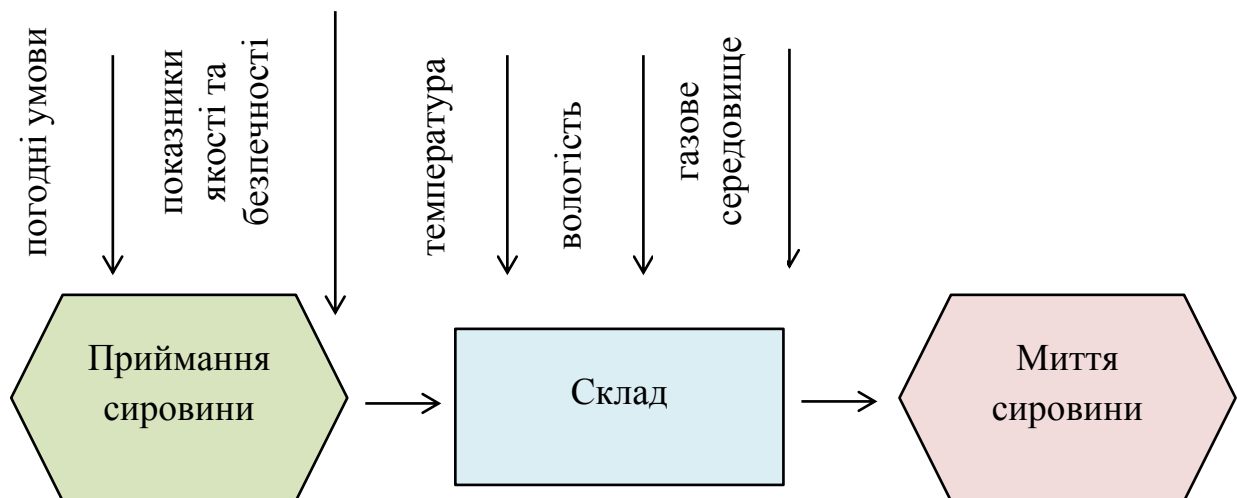 погодні умови
показники
якості та
безпечності
температура
вологість
газове
середовище
Приймання
сировини
Склад
Миття
сировини